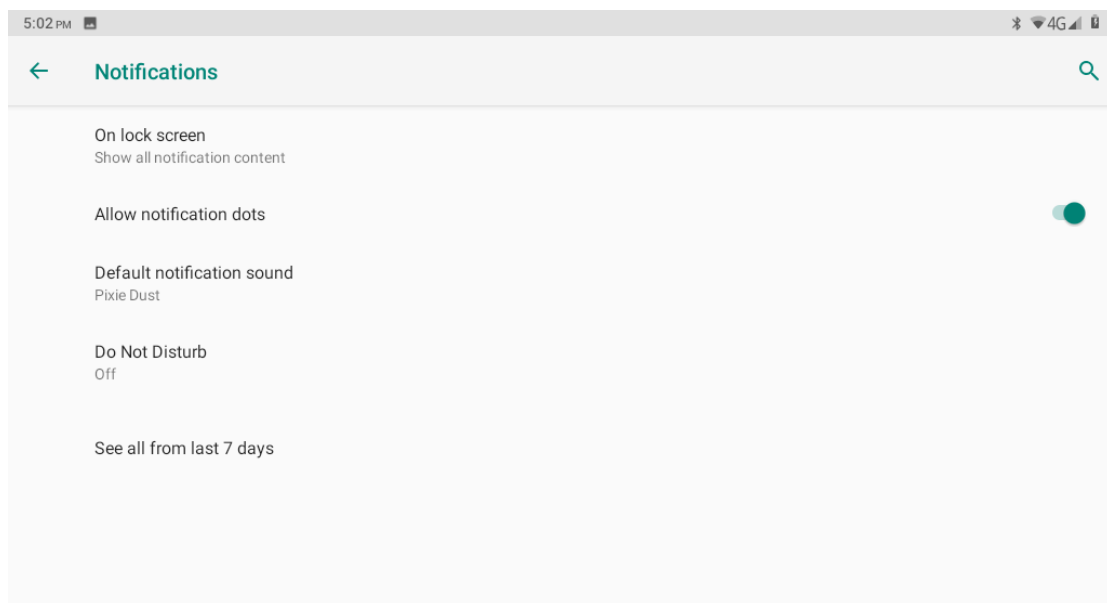 5:02 PM 4G
Notifications
On lock screen
Show all notification content
Allow notification dots
Default notification sound
Pixie Dust
Do Not Disturb
Off
See all from last 7 days